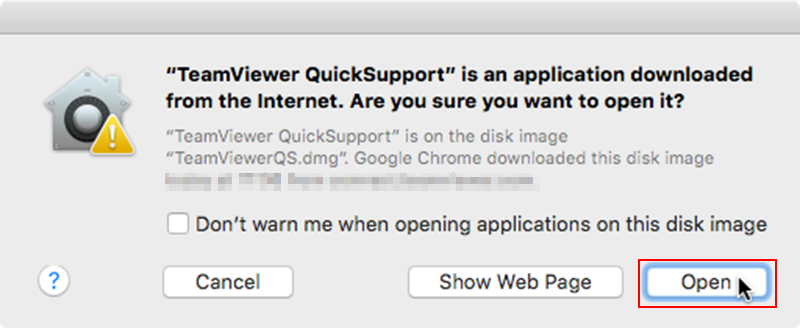 “TeamViewer QuickSupport” is an application downloaded
from the Internet. Are you sure you want to open it?
“TeamViewer QuickSupport” is on the disk image
“TeamViewerQS.dmg”. Google Chrome downloaded this disk image
Don’t warn me when opening applications on this disk image
?
Cancel
Show Web Page
Open